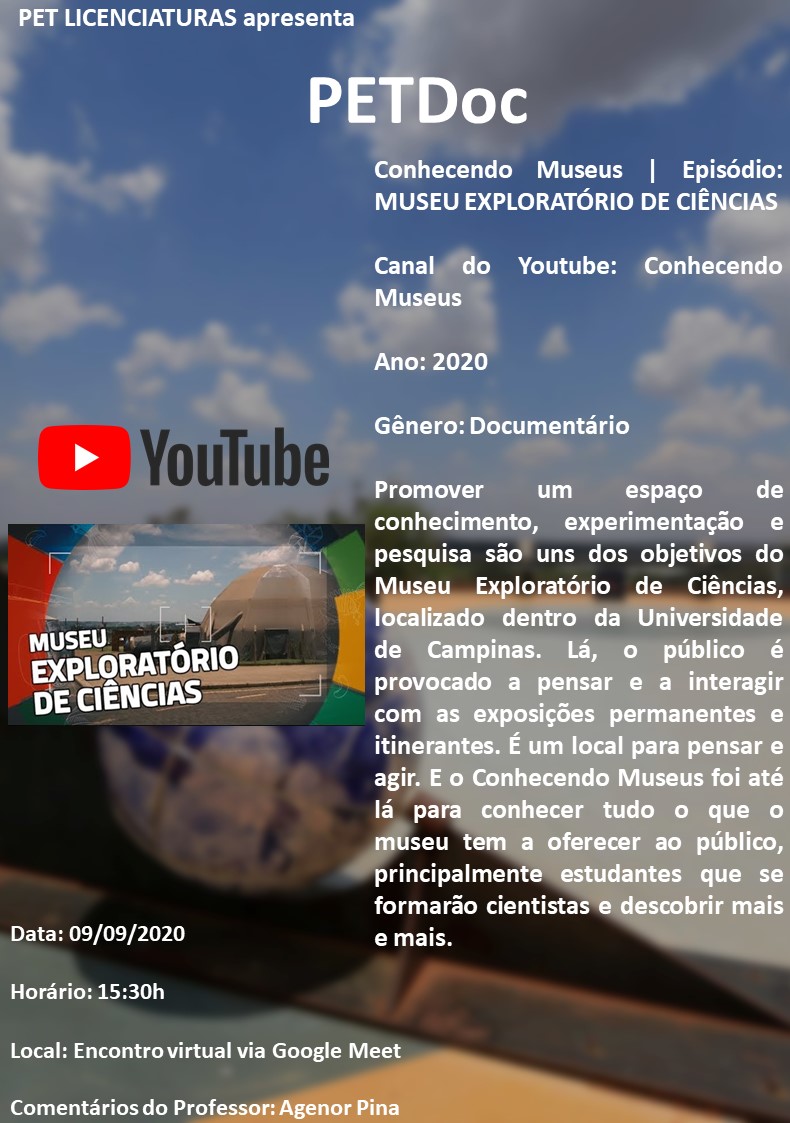 PET LICENCIATURAS apresenta
PETDoc
Conhecendo Museus | Episódio:
MUSEU EXPLORATÓRIO DE CIÊNCIAS
Canal do Youtube: Conhecendo
Museus
Ano: 2020
Gênero: Documentário
Promover um espaço de
conhecimento, experimentação e
pesquisa são uns dos objetivos do
Museu Exploratório de Ciências,
localizado dentro da Universidade
de Campinas. Lá, o público é
provocado a pensar e a interagir
com as exposições permanentes e
itinerantes. É um local para pensar e
agir. E o Conhecendo Museus foi até
lá para conhecer tudo o que o
museu tem a oferecer ao público,
principalmente estudantes que se
formarão cientistas e descobrir mais
e mais.
YouTube
MUSEU
EXPLORATÓRIO
DE CIÊNCIAS
Data: 09/09/2020
Horário: 15:30h
Local: Encontro virtual via Google Meet
Comentários do Professor: Agenor Pina